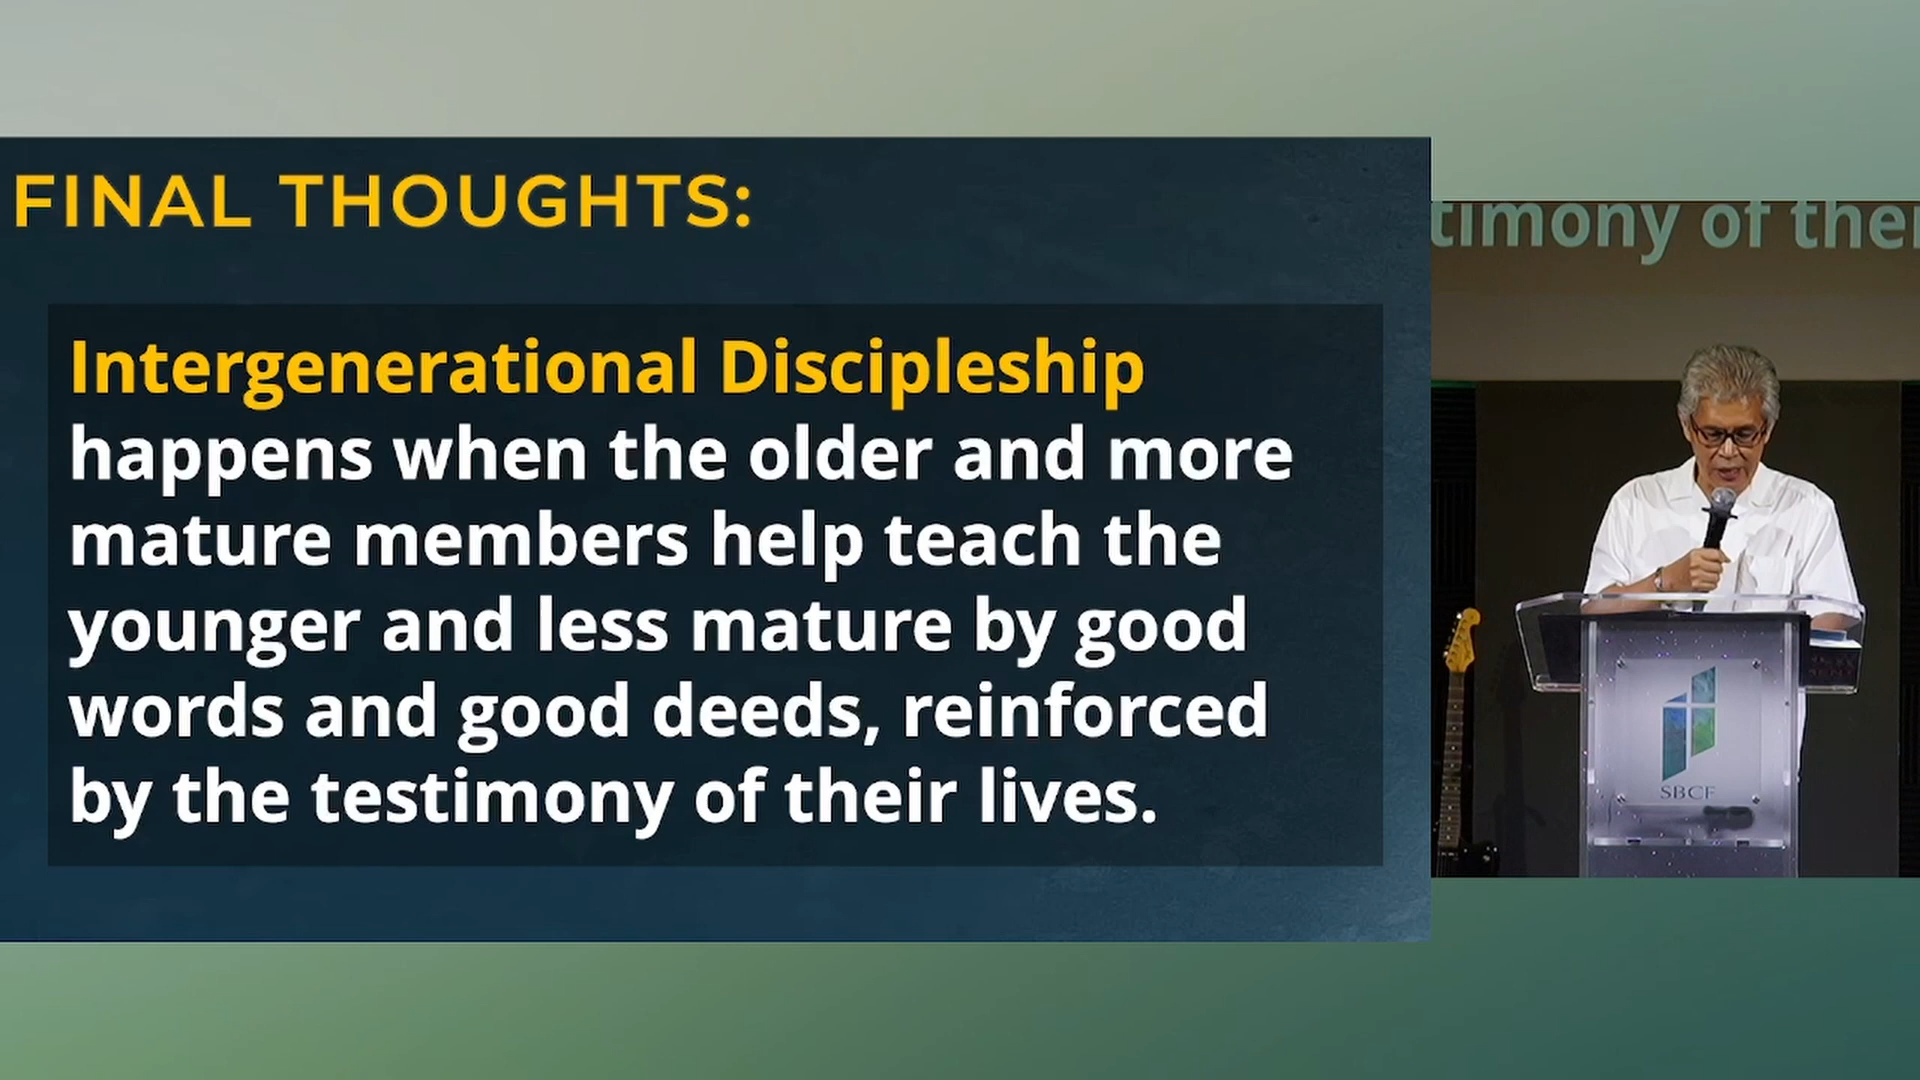 FINAL THOUGHTS:
Intergenerational Discipleship
happens when the older and more
mature members help teach the
younger and less mature by good
words and good deeds, reinforced
by the testimony of their lives.
timony of thei
SBCF